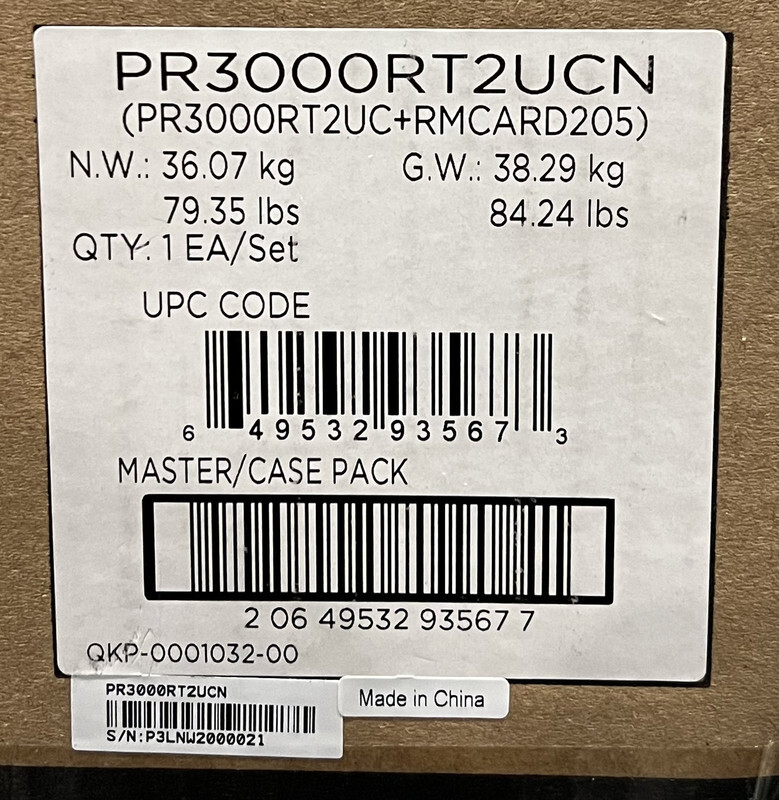 PR3000RT2UCN
(PR3000RT2UC+RMCARD205)
N.W.: 36.07 kg G.W.: 38.29 kg
79.35 lbs 84.24 lbs
QTY: 1 EA/Set
UPC CODE
6 49532 93567 3
MASTER/CASE PACK
2 06 49532 93567 7
QKP-0001032-00
PR3000RT2UCN
S/N:P3LNW2000021
Made in China